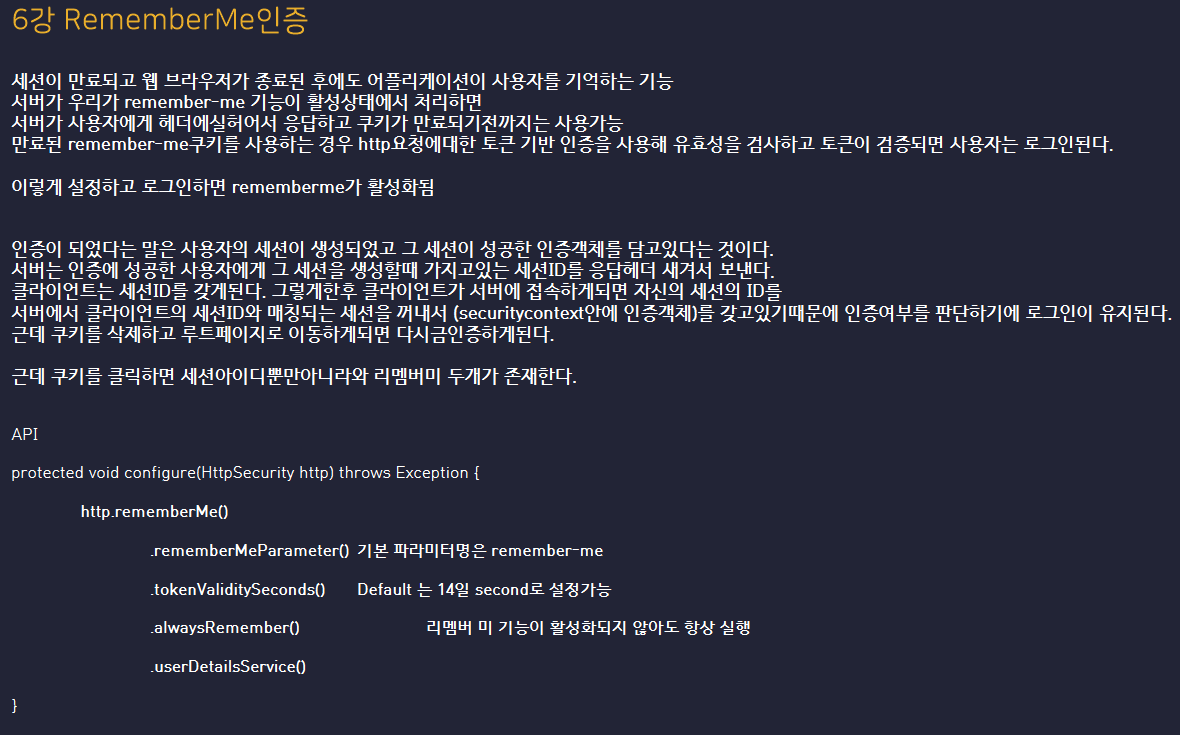 6강 RememberMe인증
세션이 만료되고 웹 브라우저가 종료된 후에도 어플리케이션이 사용자를 기억하는 기능
서버가 우리가 remember-me 기능이 활성상태에서 처리하면
서버가 사용자에게 헤더에실허어서 응답하고 쿠키가 만료되기전까지는 사용가능
만료된 remember-me쿠키를 사용하는 경우 http요청에대한 토큰 기반 인증을 사용해 유효성을 검사하고 토큰이 검증되면 사용자는 로그인된다.
이렇게 설정하고 로그인하면 rememberme가 활성화됨
인증이 되었다는 말은 사용자의 세션이 생성되었고 그 세션이 성공한 인증객체를 담고있다는 것이다.
서버는 인증에 성공한 사용자에게 그 세션을 생성할때 가지고있는 세션ID를 응답헤더 새겨서 보낸다.
클라이언트는 세션ID를 갖게된다. 그렇게한후 클라이언트가 서버에 접속하게되면 자신의 세션의 ID를
서버에서 클라이언트의 세션ID와 매칭되는 세션을 꺼내서 (securitycontext안에 인증객체)를 갖고있기때문에 인증여부를 판단하기에 로그인이 유지된다.
근데 쿠키를 삭제하고 루트페이지로 이동하게되면 다시금인증하게된다.
근데 쿠키를 클릭하면 세션아이디뿐만아니라와 리멤버미 두개가 존재한다.
API
protected void configure(HttpSecurity http) throws Exception {
http.rememberMe()
.rememberMeParameter() 기본 파라미터명은 remember-me
.tokenValiditySeconds() Default 는 14일 second로 설정가능
.alwaysRemember() 리멤버 미 기능이 활성화되지 않아도 항상 실행
.userDetailsService()
}